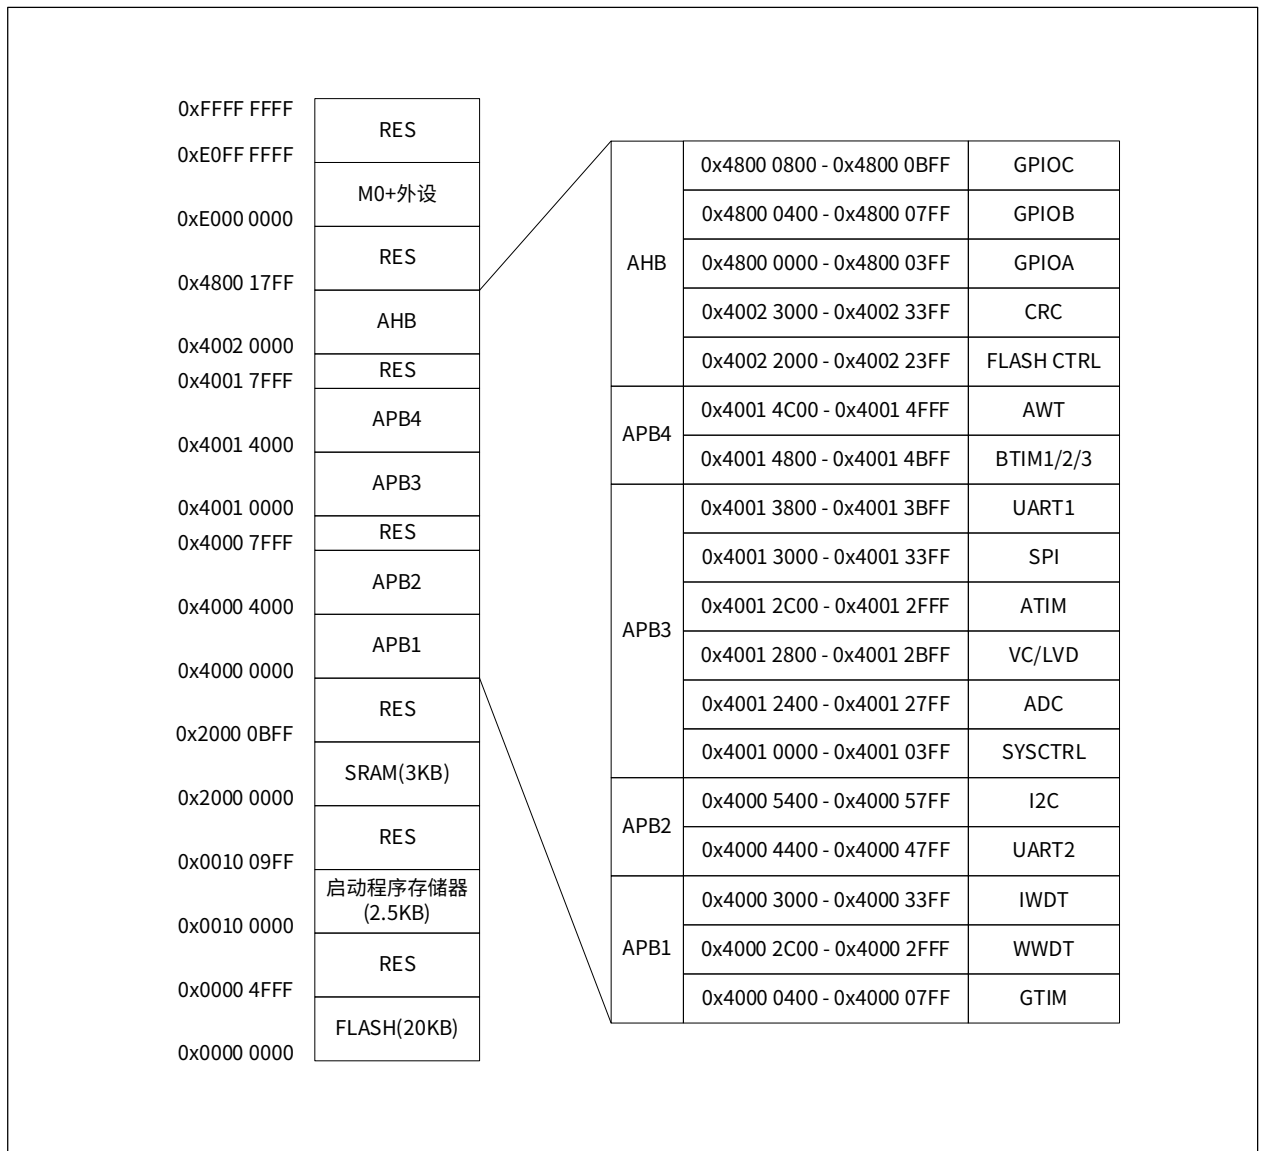 0xFFFF FFFF
RES
0xE0FF FFFF
M0+外设
0xE000 0000
RES
0x4800 17FF
AHB
0x4002 0000
RES
0x4001 7FFF
APB4
0x4001 4000
APB3
0x4001 0000
RES
0x4000 7FFF
APB2
0x4000 4000
APB1
0x4000 0000
RES
0x2000 0BFF
SRAM(3KB)
0x2000 0000
RES
0x0010 09FF
启动程序存储器
(2.5KB)
0x0010 0000
RES
0x0000 4FFF
FLASH(20KB)
0x0000 0000
AHB
0x4800 0800 - 0x4800 0BFF GPIOC
0x4800 0400 - 0x4800 07FF GPIOB
0x4800 0000 - 0x4800 03FF GPIOA
0x4002 3000 - 0x4002 33FF CRC
0x4002 2000 - 0x4002 23FF FLASH CTRL
APB4
0x4001 4C00 - 0x4001 4FFF AWT
0x4001 4800 - 0x4001 4BFF BTIM1/2/3
APB3
0x4001 3800 - 0x4001 3BFF UART1
0x4001 3000 - 0x4001 33FF SPI
0x4001 2C00 - 0x4001 2FFF ATIM
0x4001 2800 - 0x4001 2BFF VC/LVD
0x4001 2400 - 0x4001 27FF ADC
0x4001 0000 - 0x4001 03FF SYSCTRL
APB2
0x4000 5400 - 0x4000 57FF I2C
0x4000 4400 - 0x4000 47FF UART2
APB1
0x4000 3000 - 0x4000 33FF IWDT
0x4000 2C00 - 0x4000 2FFF WWDT
0x4000 0400 - 0x4000 07FF GTIM